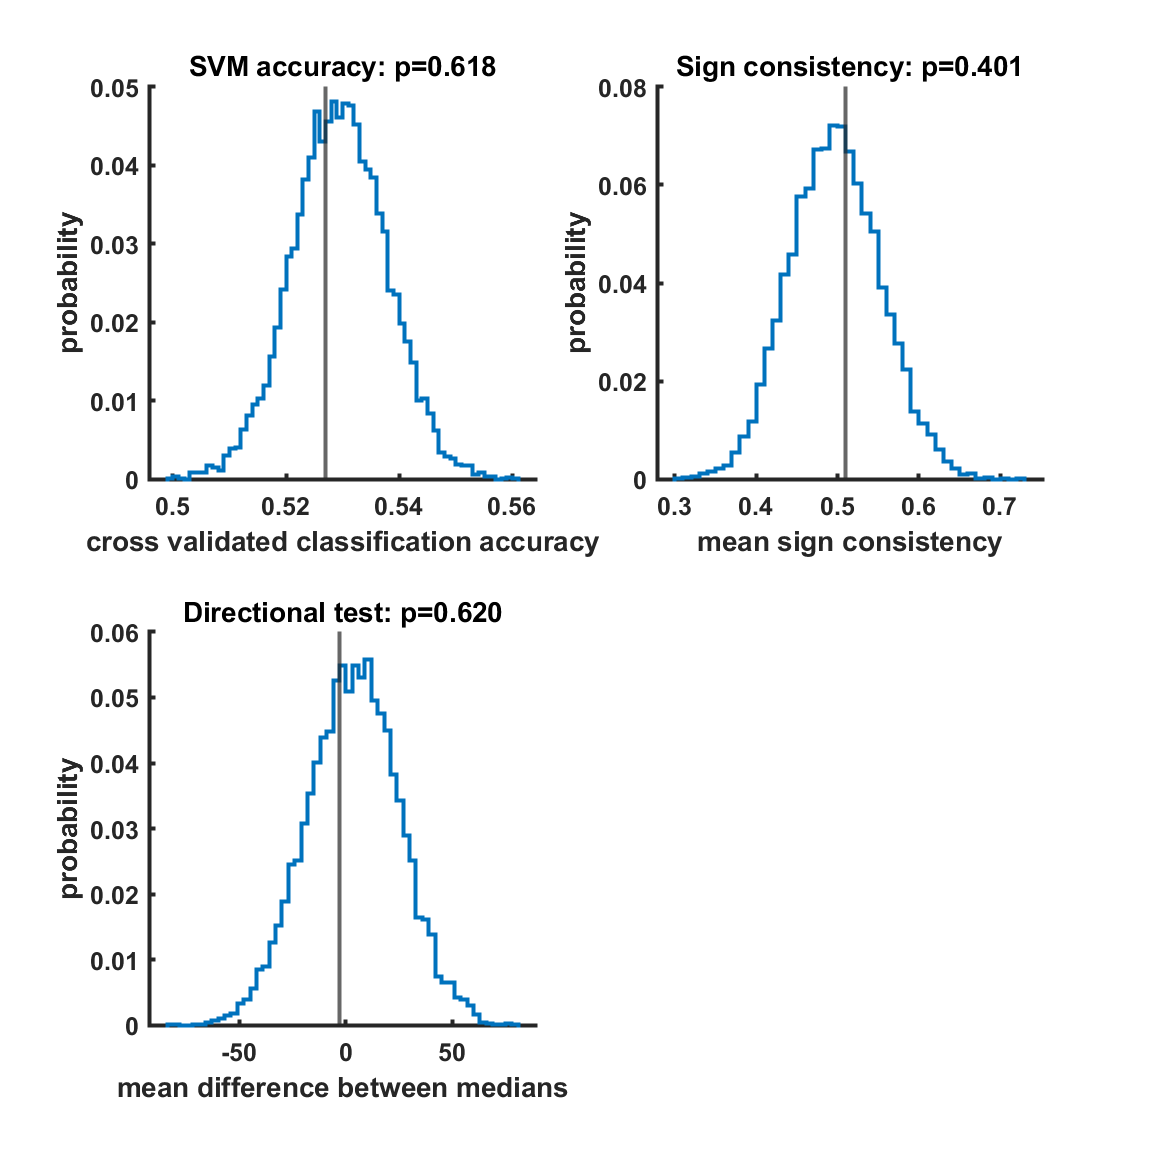 SVM accuracy: p=0.618
0.05
0.04
0.03
0.02
0.01
0
probability
0.5 0.52 0.54 0.56
cross validated classification accuracy
Sign consistency: p=0.401
0.08
0.06
0.04
0.02
0
probability
0.3 0.4 0.5 0.6 0.7
mean sign consistency
Directional test: p=0.620
0.06
0.05
0.04
0.03
0.02
0.01
0
probability
-50 0 50
mean difference between medians